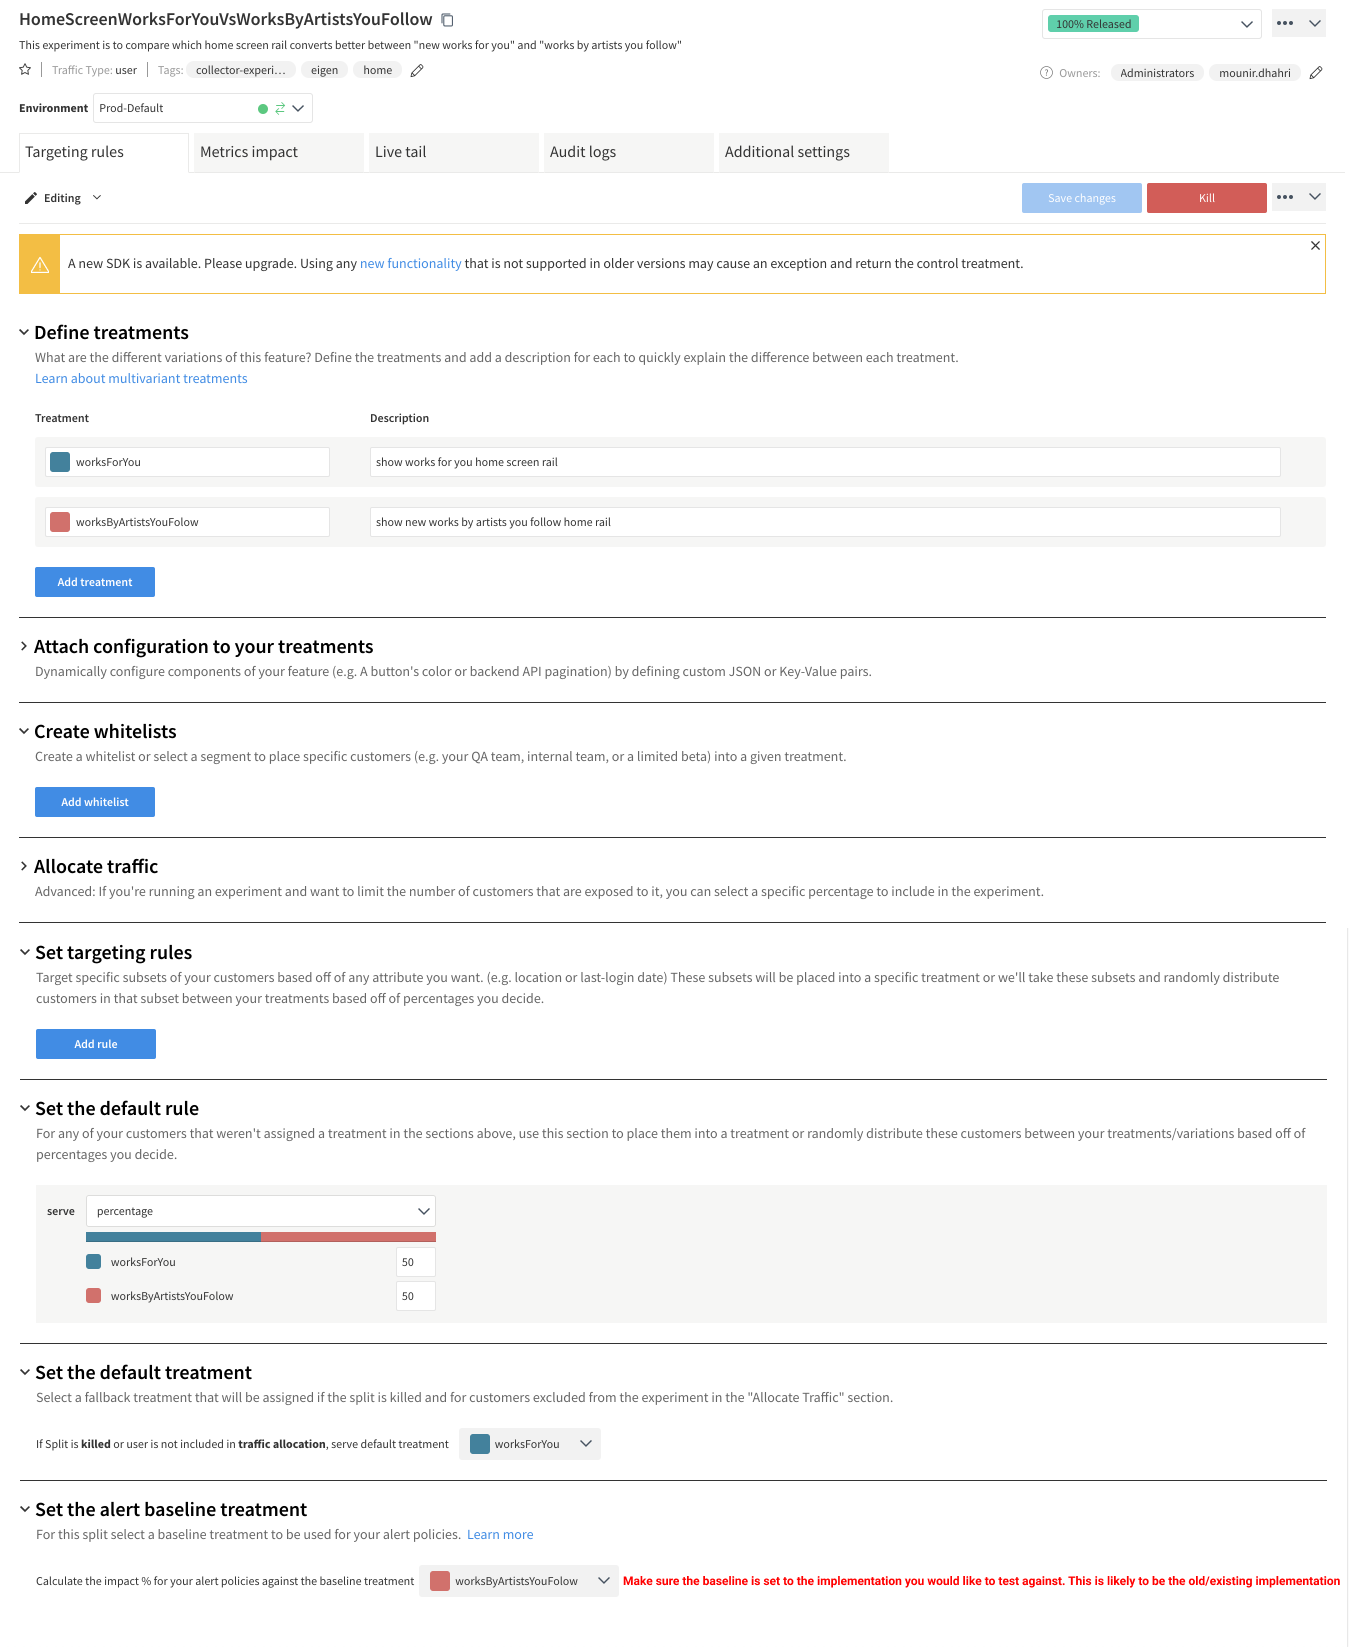 HomeScreenWorksForYouVsWorksByArtistsYouFollow
100% Released
This experiment is to compare which home screen rail converts better between "new works for you" and "works by artists you follow"
Traffic Type: user
Tags: collector-experi... eigen home
Owners: Administrators mounir.dhahri
Environment Prod-Default
Targeting rules
Metrics impact
Live tail
Audit logs
Additional settings
Editing
Save changes
Kill
A new SDK is available. Please upgrade. Using any new functionality that is not supported in older versions may cause an exception and return the control treatment.
Define treatments
What are the different variations of this feature? Define the treatments and add a description for each to quickly explain the difference between each treatment.
Learn about multivariant treatments
Treatment Description
worksForYou show works for you home screen rail
worksByArtistsYouFolow show new works by artists you follow home rail
Add treatment
Attach configuration to your treatments
Dynamically configure components of your feature (e.g. A button's color or backend API pagination) by defining custom JSON or Key-Value pairs.
Create whitelists
Create a whitelist or select a segment to place specific customers (e.g. your QA team, internal team, or a limited beta) into a given treatment.
Add whitelist
Allocate traffic
Advanced: If you're running an experiment and want to limit the number of customers that are exposed to it, you can select a specific percentage to include in the experiment.
Set targeting rules
Target specific subsets of your customers based off of any attribute you want. (e.g. location or last-login date) These subsets will be placed into a specific treatment or we'll take these subsets and randomly distribute
customers in that subset between your treatments based off of percentages you decide.
Add rule
Set the default rule
For any of your customers that weren't assigned a treatment in the sections above, use this section to place them into a treatment or randomly distribute these customers between your treatments/variations based off of
percentages you decide.
serve percentage
worksForYou 50
worksByArtistsYouFolow 50
Set the default treatment
Select a fallback treatment that will be assigned if the split is killed and for customers excluded from the experiment in the "Allocate Traffic" section.
If Split is killed or user is not included in traffic allocation, serve default treatment worksForYou
Set the alert baseline treatment
For this split select a baseline treatment to be used for your alert policies. Learn more
Calculate the impact % for your alert policies against the baseline treatment worksByArtistsYouFolow Make sure the baseline is set to the implementation you would like to test against. This is likely to be the old/existing implementation